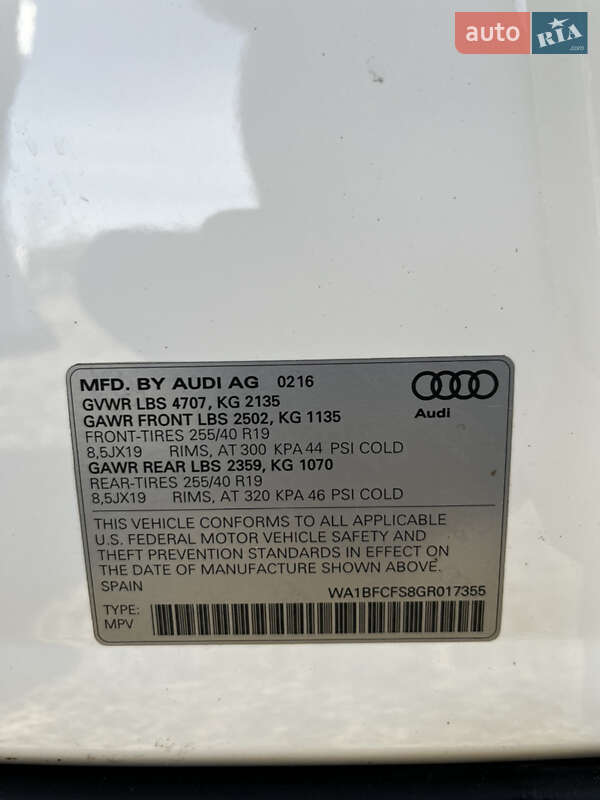 auto RIA.com
MFD. BY AUDI AG 0216
GVWR LBS 4707, KG 2135
GAWR FRONT LBS 2502, KG 1135
FRONT-TIRES 255/40 R19
8,5JX19 RIMS, AT 300 KPA 44 PSI COLD
GAWR REAR LBS 2359, KG 1070
REAR-TIRES 255/40 R19
8,5JX19 RIMS, AT 320 KPA 46 PSI COLD
Audi
THIS VEHICLE CONFORMS TO ALL APPLICABLE
U.S. FEDERAL MOTOR VEHICLE SAFETY AND
THEFT PREVENTION STANDARDS IN EFFECT ON
THE DATE OF MANUFACTURE SHOWN ABOVE.
SPAIN WA1BFCFS8GR017355
TYPE:
MPV